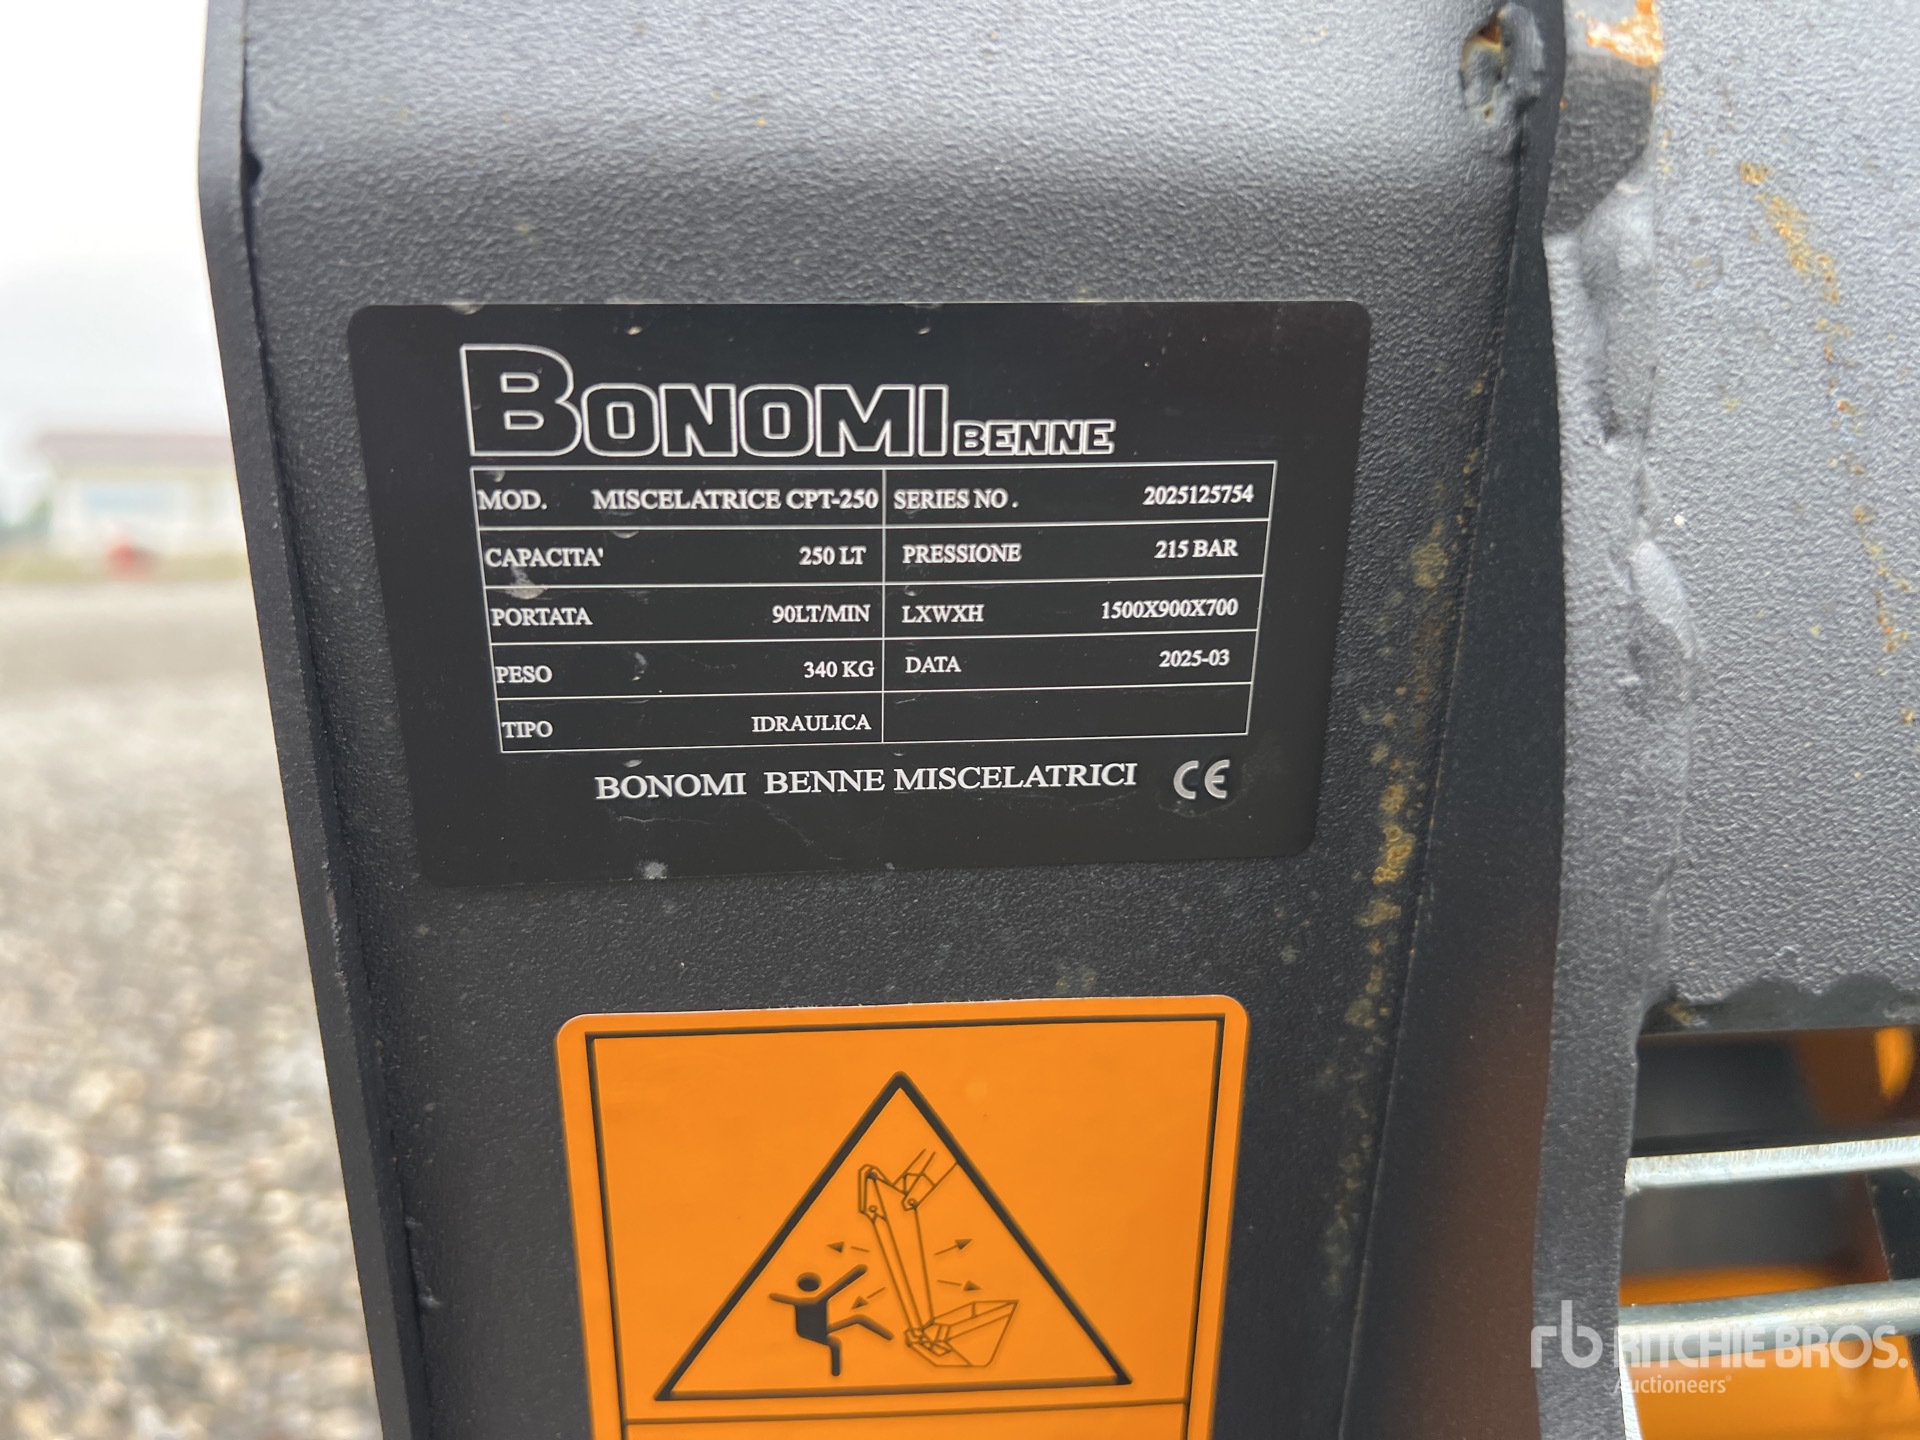 BONOMI BENNE
MOD. MISCELATRICE CPT-250 SERIES NO . 2025125754
CAPACITA' 250 LT PRESSIONE 215 BAR
PORTATA 90LT/MIN LXWXH 1500X900X700
PESO 340 KG DATA 2025-03
TIPO IDRAULICA
BONOMI BENNE MISCELATRICI CE
rb RITCHIE BROS.
Auctioneers